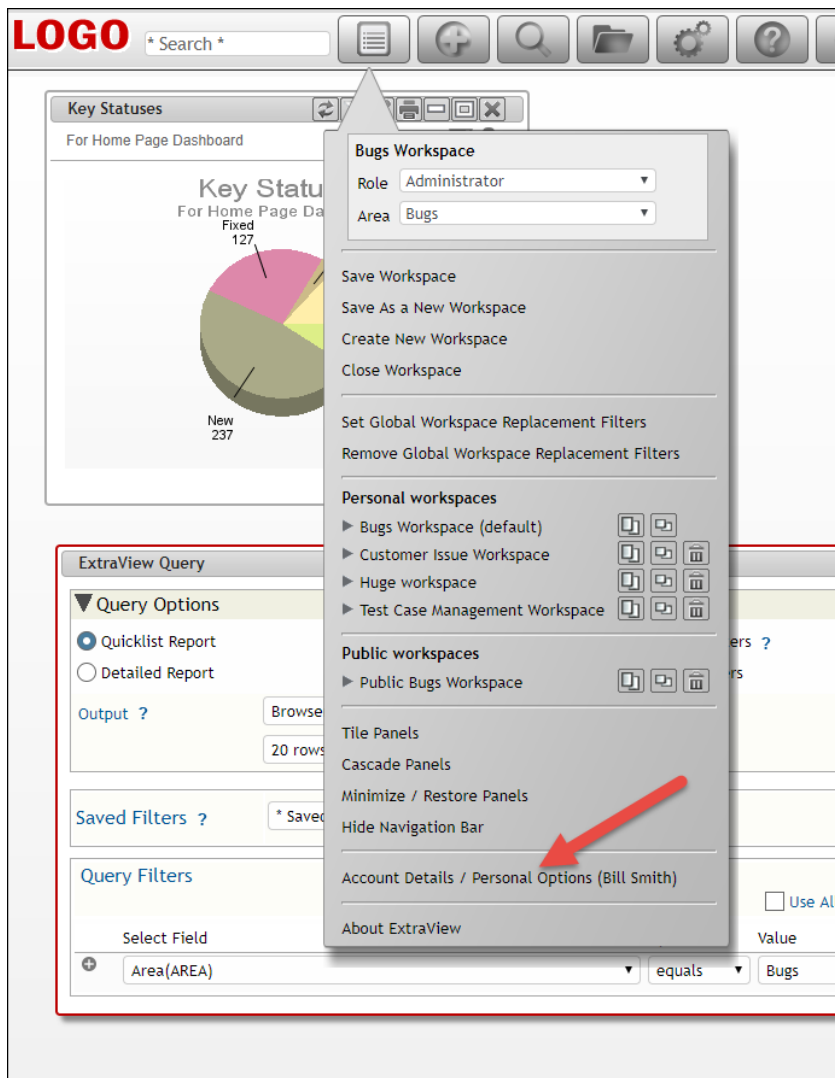 LOGO
* Search *
Key Statuses
For Home Page Dashboard
Key Statu
For Home Page Da
Fixed
127
New
237
Bugs Workspace
Role Administrator
Area Bugs
Save Workspace
Save As a New Workspace
Create New Workspace
Close Workspace
Set Global Workspace Replacement Filters
Remove Global Workspace Replacement Filters
Personal workspaces
Bugs Workspace (default)
Customer Issue Workspace
Huge workspace
Test Case Management Workspace
Public workspaces
Public Bugs Workspace
Tile Panels
Cascade Panels
Minimize / Restore Panels
Hide Navigation Bar
Account Details / Personal Options (Bill Smith)
About ExtraView
ExtraView Query
Query Options
Quicklist Report
ers ?
Detailed Report
rs
Output ?
Browse
20 rows
Saved Filters ?
* Saved
Query Filters
Use Al
Select Field
Value
Area(AREA)
equals
Bugs